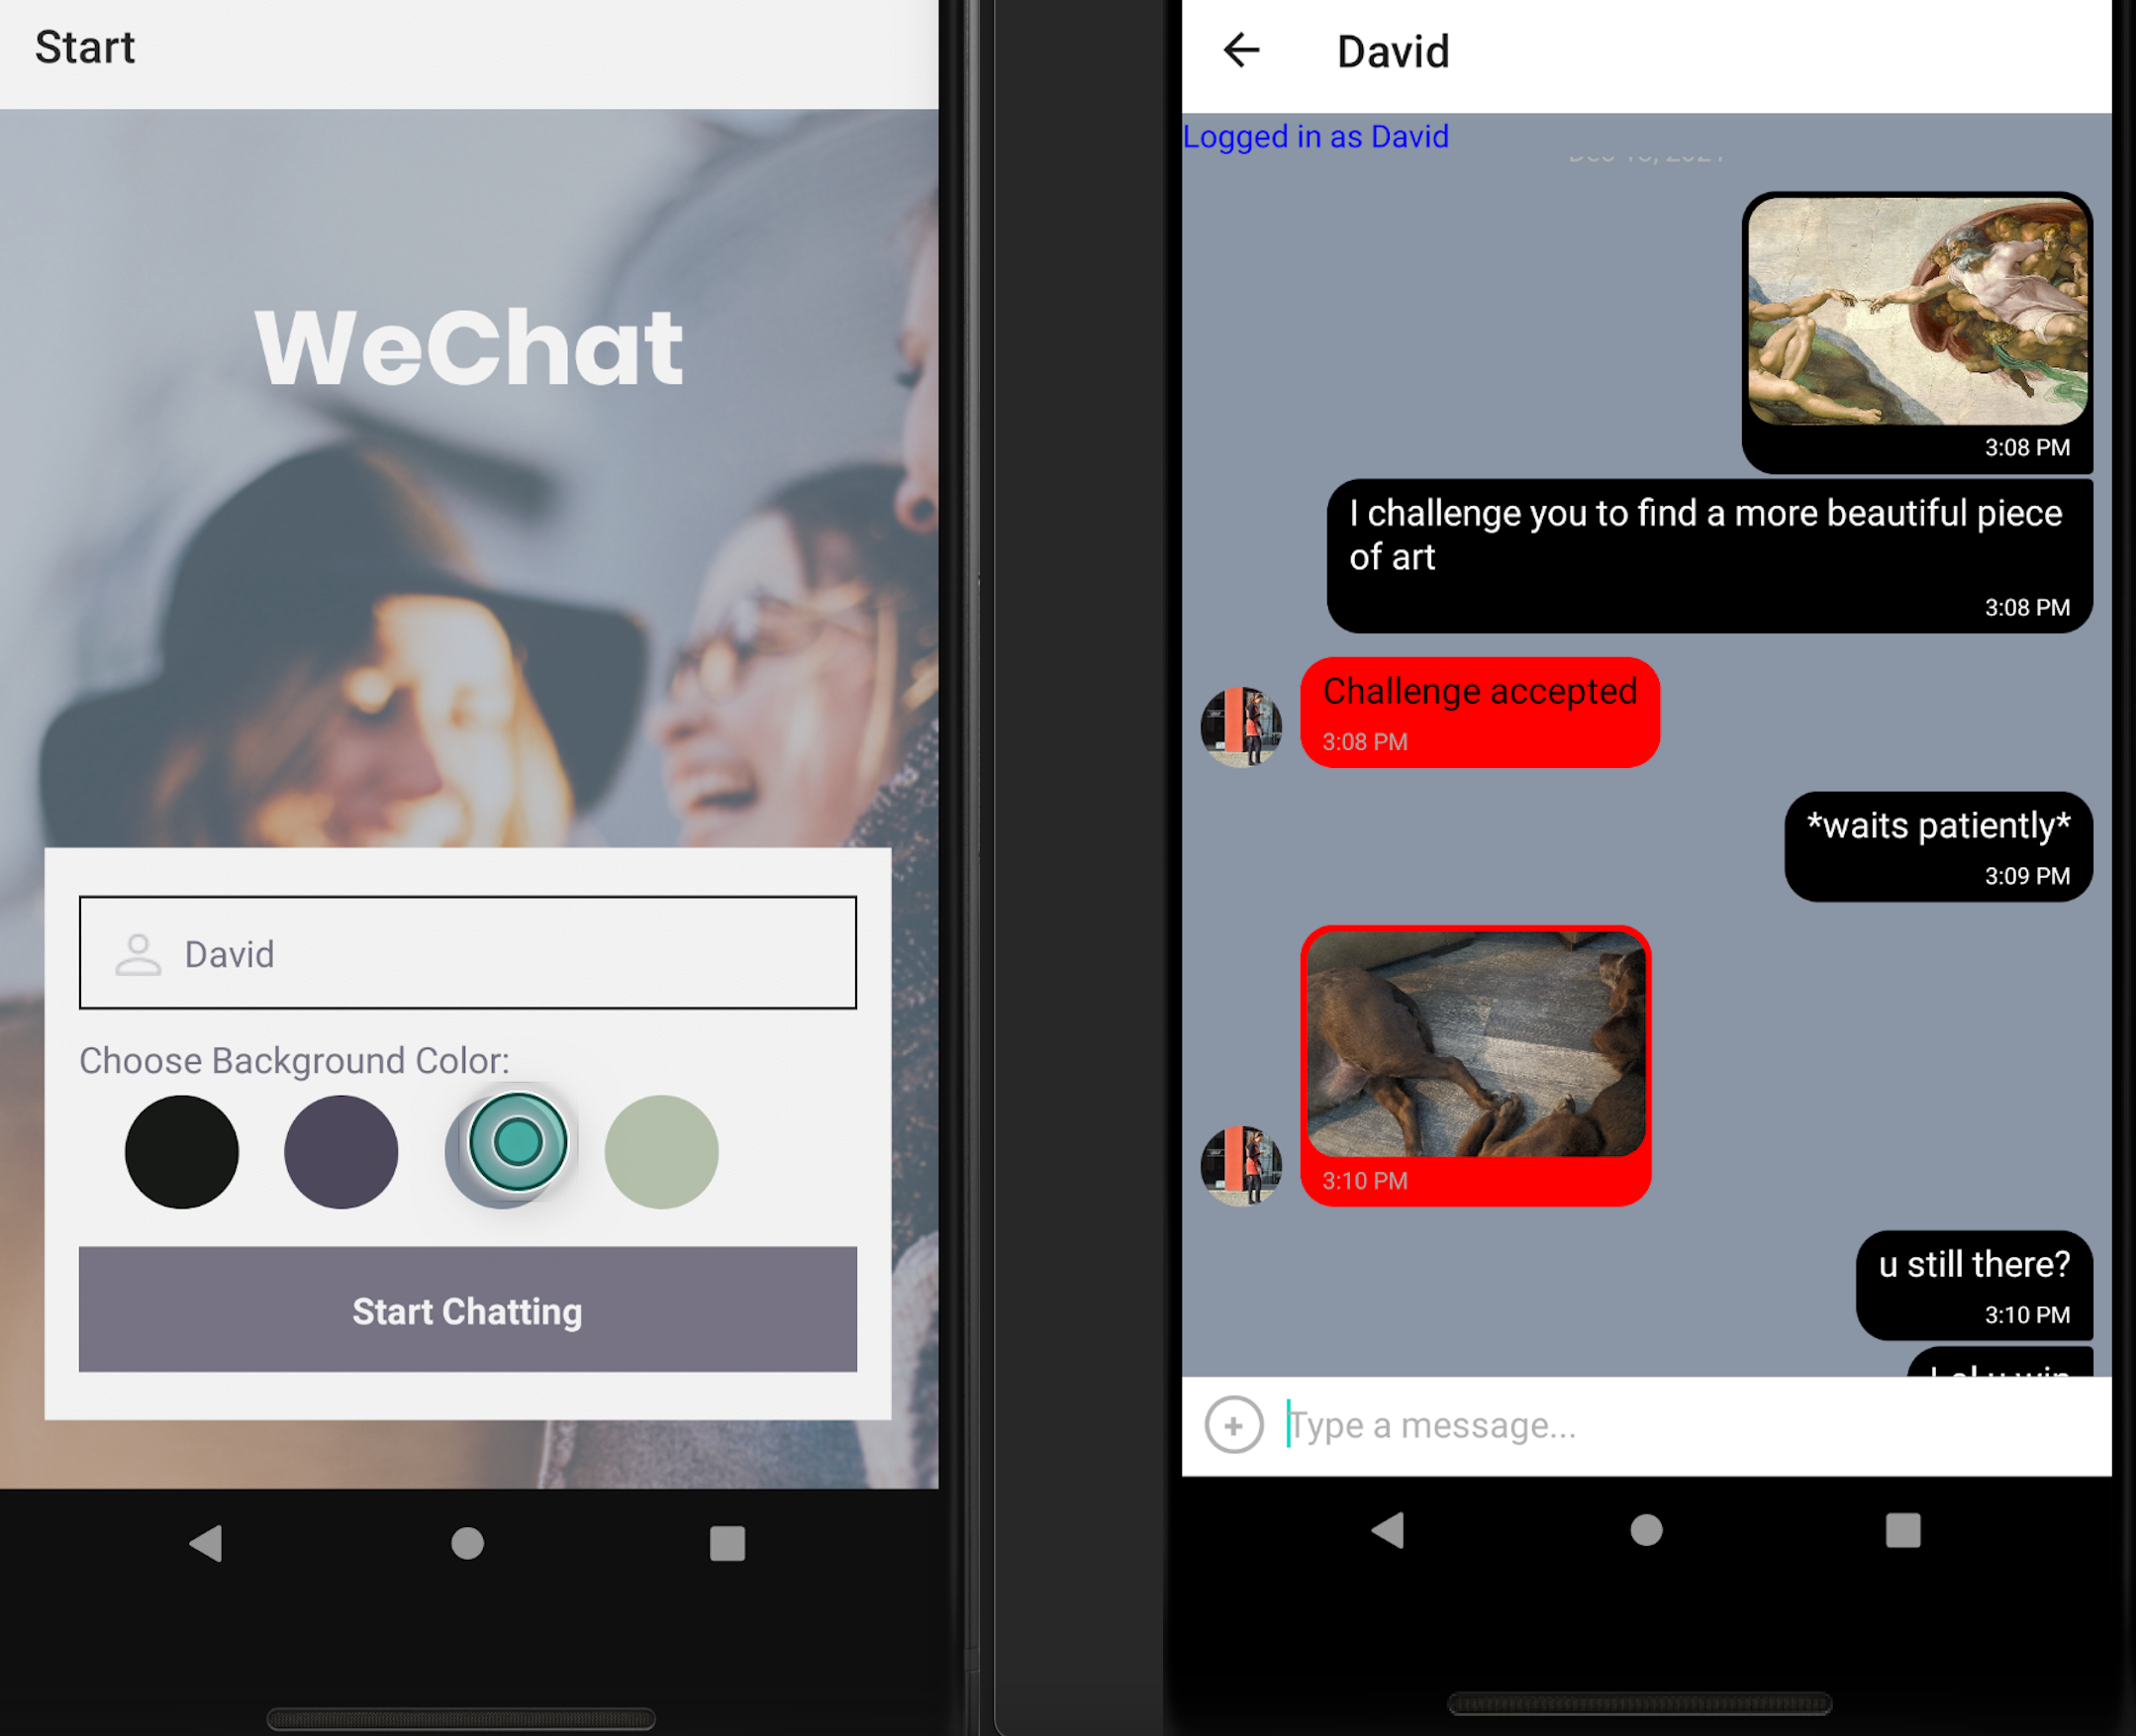 Start
WeChat
David
Choose Background Color:
Start Chatting
David
Logged in as David
3:08 PM
I challenge you to find a more beautiful piece
of art
3:08 PM
Challenge accepted
3:08 PM
*waits patiently*
3:09 PM
3:10 PM
u still there?
3:10 PM
Type a message...